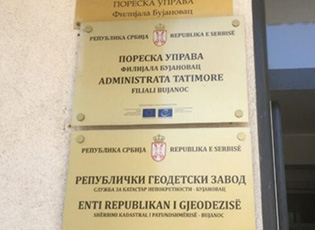 ПОРЕСКА УПРАВА
Филијала Бујановац
РЕПУБЛИКА СРБИЈА REPUBLIKA E SERBISË
ПОРЕСКА УПРАВА
ФИЛИЈАЛА БУЈАНОВАЦ
ADMINISTRATA TATIMORE
FILJALI BUJANOC
РЕПУБЛИКА СРБИЈА REPUBLIKA E SERBISË
РЕПУБЛИЧКИ ГЕОДЕТСКИ ЗАВОД
СЛУЖБА ЗА КАТАСТАР НЕПОКРЕТНОСТИ - БУЈАНОВАЦ
ENTI REPUBLIKAN I GJEODEZISË
SHËRBIMI KADASTRAL I PATUNDSHMËRISË - BUJANOC